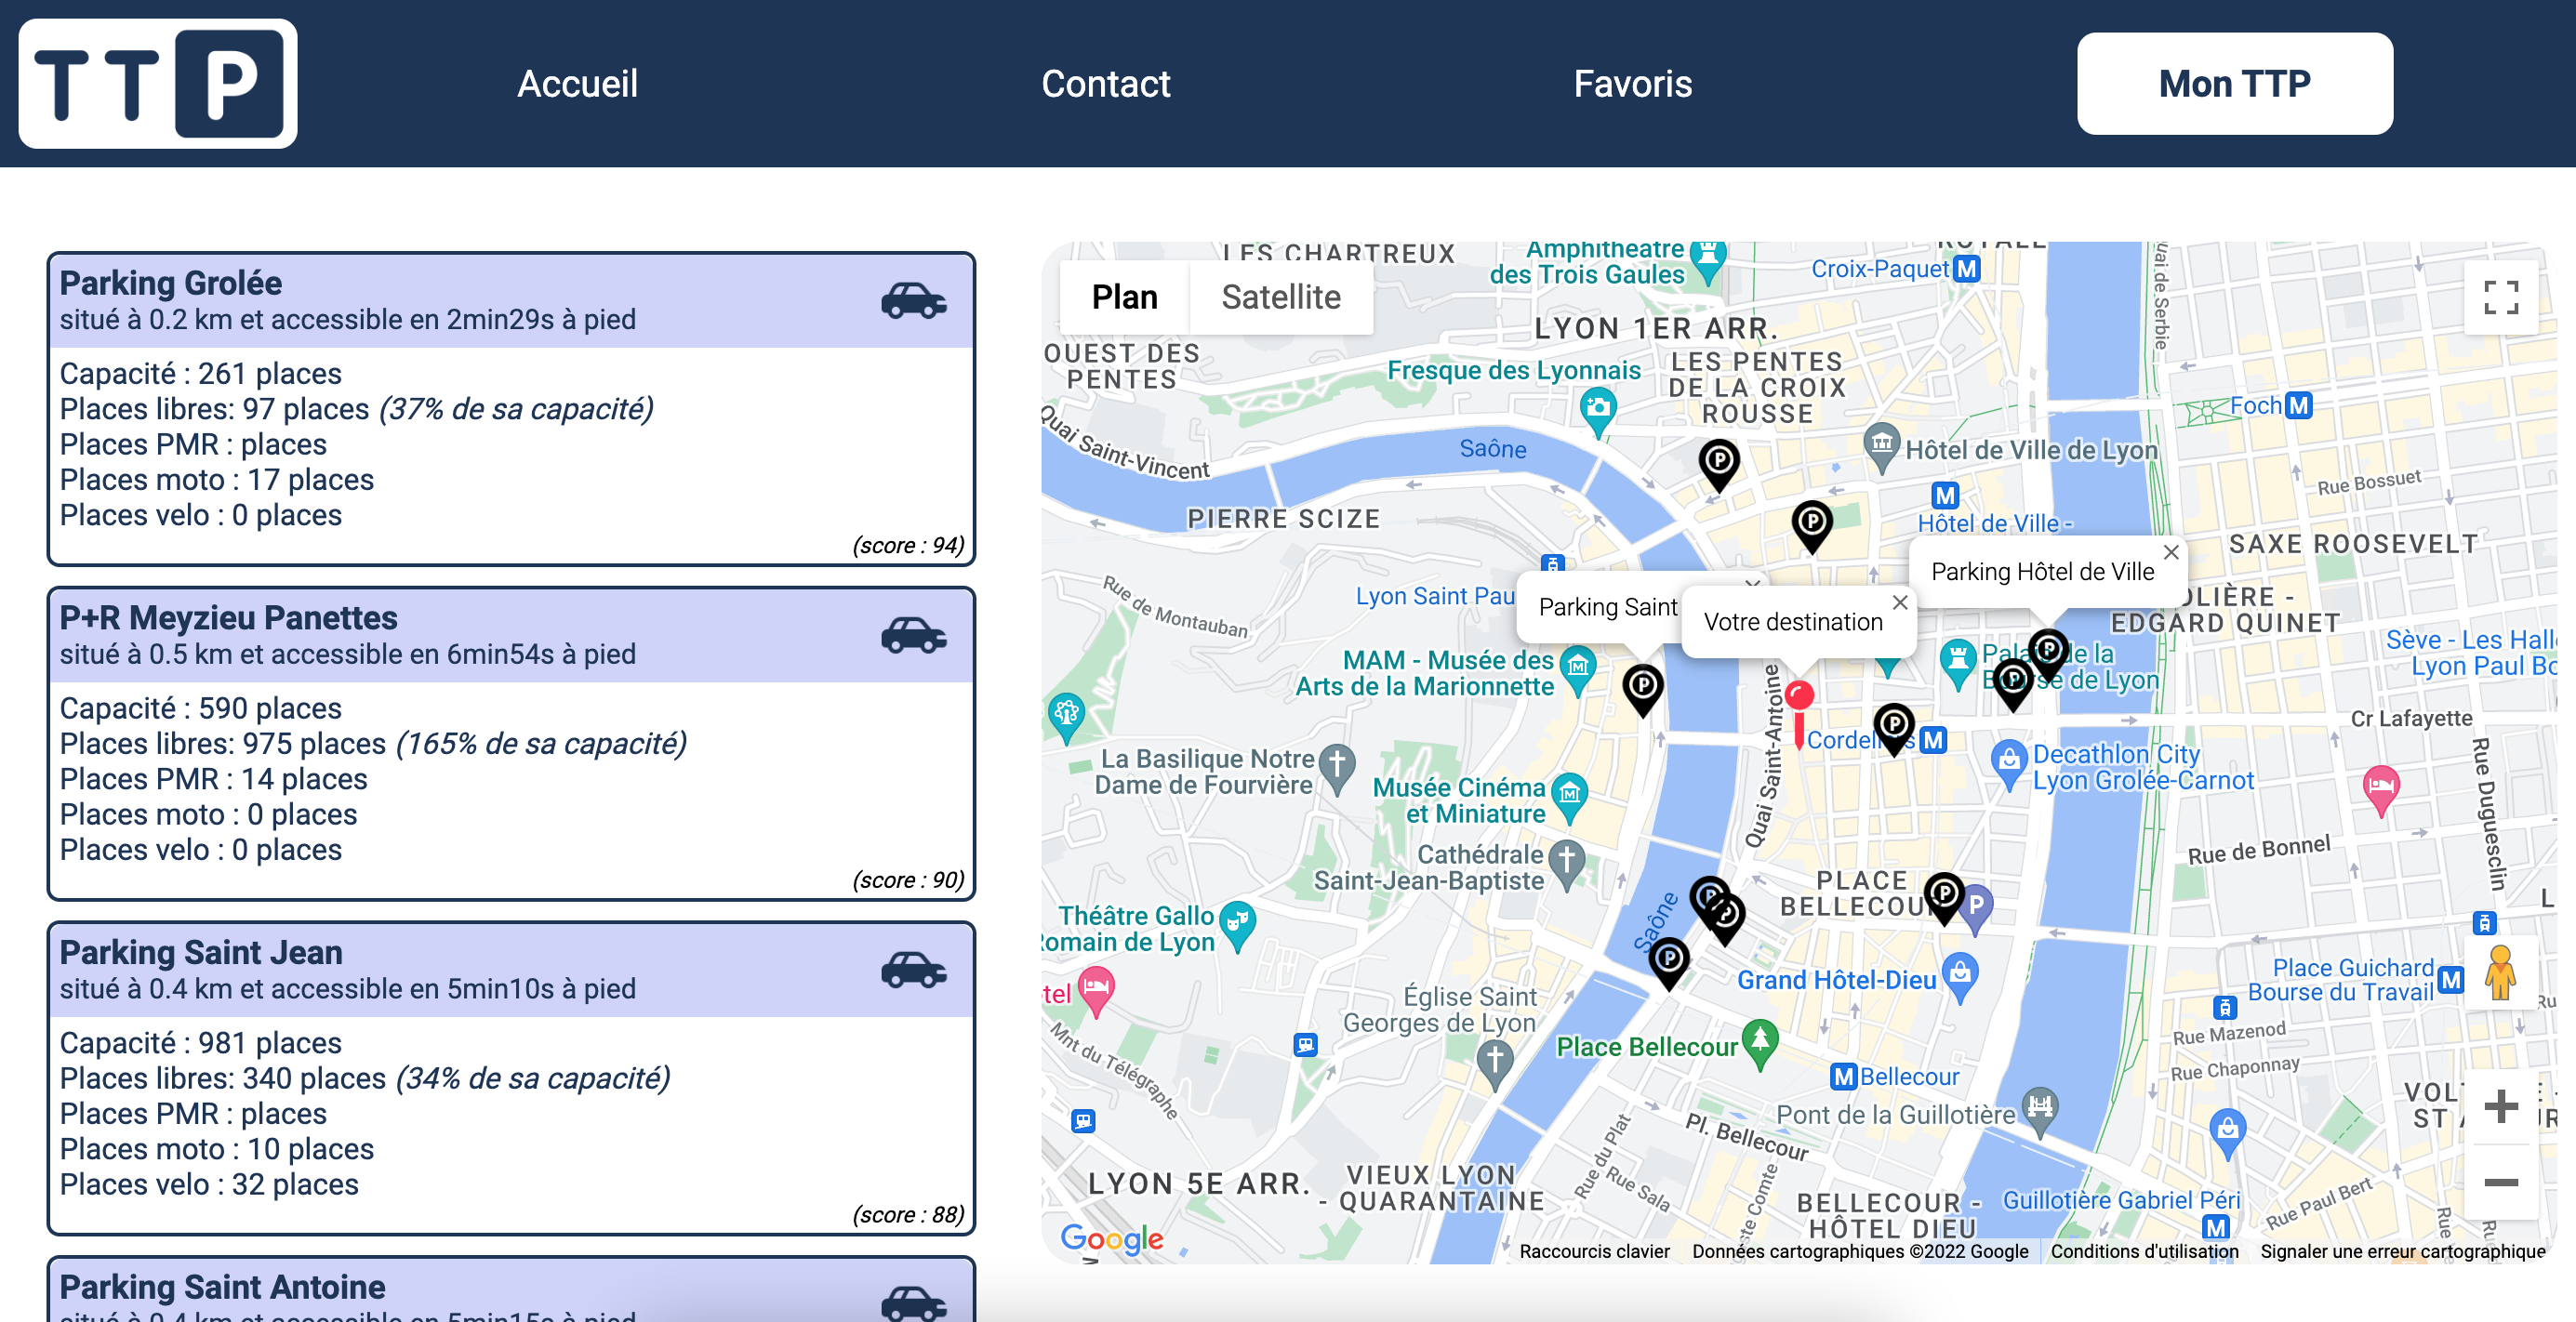 TTP
Accueil
Contact
Favoris
Mon TTP
Parking Grolée
situé à 0.2 km et accessible en 2min29s à pied
Capacité : 261 places
Places libres: 97 places (37% de sa capacité)
Places PMR : places
Places moto : 17 places
Places velo : 0 places
(score : 94)
P+R Meyzieu Panettes
situé à 0.5 km et accessible en 6min54s à pied
Capacité : 590 places
Places libres: 975 places (165% de sa capacité)
Places PMR : 14 places
Places moto : 0 places
Places velo : 0 places
(score : 90)
Parking Saint Jean
situé à 0.4 km et accessible en 5min10s à pied
Capacité : 981 places
Places libres: 340 places (34% de sa capacité)
Places PMR : places
Places moto : 10 places
Places velo : 32 places
(score : 88)
Parking Saint Antoine
situé à 0.4 km et accessible en 5min15s à pied
LES CHARTREUX
Plan
Satellite
Amphithéâtre
des Trois Gaules
Croix-Paquet M
LYON 1ER ARR.
OUEST DES
PENTES
Fresque des Lyonnais
LES PENTES
DE LA CROIX
ROUSSE
Quai de Serbie
Foch M
Quai Saint-Vincent
Saône
Hôtel de Ville de Lyon
Rue Bossuet
PIERRE SCIZE
M
Hôtel de Ville -
SAXE ROOSEVELT
Rue de Montauban
Lyon Saint Pau
Parking Saint
Votre destination
Parking Hôtel de Ville
OLIÈRE -
EDGARD QUINET
Sève - Les Hall
Lyon Paul Bo
MAM - Musée des
Arts de la Marionnette
Quai Saint-Antoine
de la
de Lyon
Cr Lafayette
M
La Basilique Notre
Dame de Fourvière
Decathlon City
Lyon Grolée-Carnot
Musée Cinéma
et Miniature
Rue Duguesclin
Rue de Bonnel
Cathédrale
Saint-Jean-Baptiste
PLACE
BELLECOU
P
Saône
Théâtre Gallo
Romain de Lyon
tel
Grand Hôtel-Dieu
Place Guichard
Bourse du Travail M
Église Saint
Georges de Lyon
Rue Mazenod
Rue Chaponnay
Mnt du Télégraphe
Place Bellecour
M Bellecour
Pont de la Guillotière
Pl. Bellecour
Rue du Plat
Rue Sala
VIEUX LYON
- QUARANTAINE
LYON 5E ARR.
BELLECOUR -
HÔTEL DIEU
Guillotière Gabriel Péri
M
Rue Paul Bert
Google
Raccourcis clavier
Données cartographiques ©2022 Google
Conditions d'utilisation
Signaler une erreur cartographique